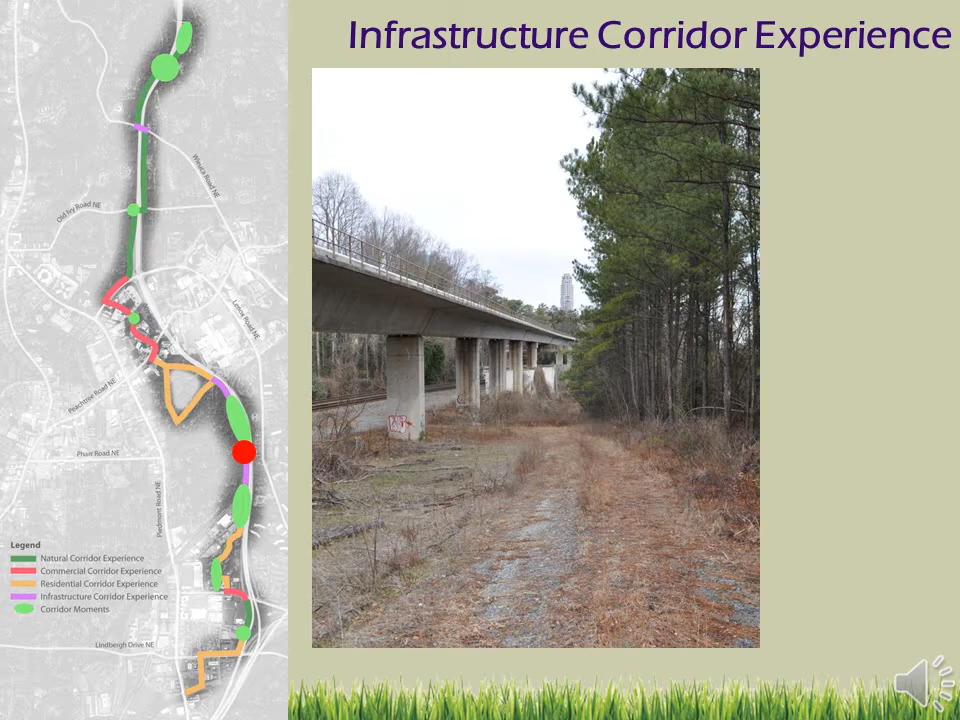 Infrastructure Corridor Experience
Wieuca Road NE
Old Ivy Road NE
Lenox Road NE
Peachtree Road NE
Pharr Road NE
Piedmont Road NE
Legend
Natural Corridor Experience
Commercial Corridor Experience
Residential Corridor Experience
Infrastructure Corridor Experience
Corridor Moments
Lindbergh Drive NE